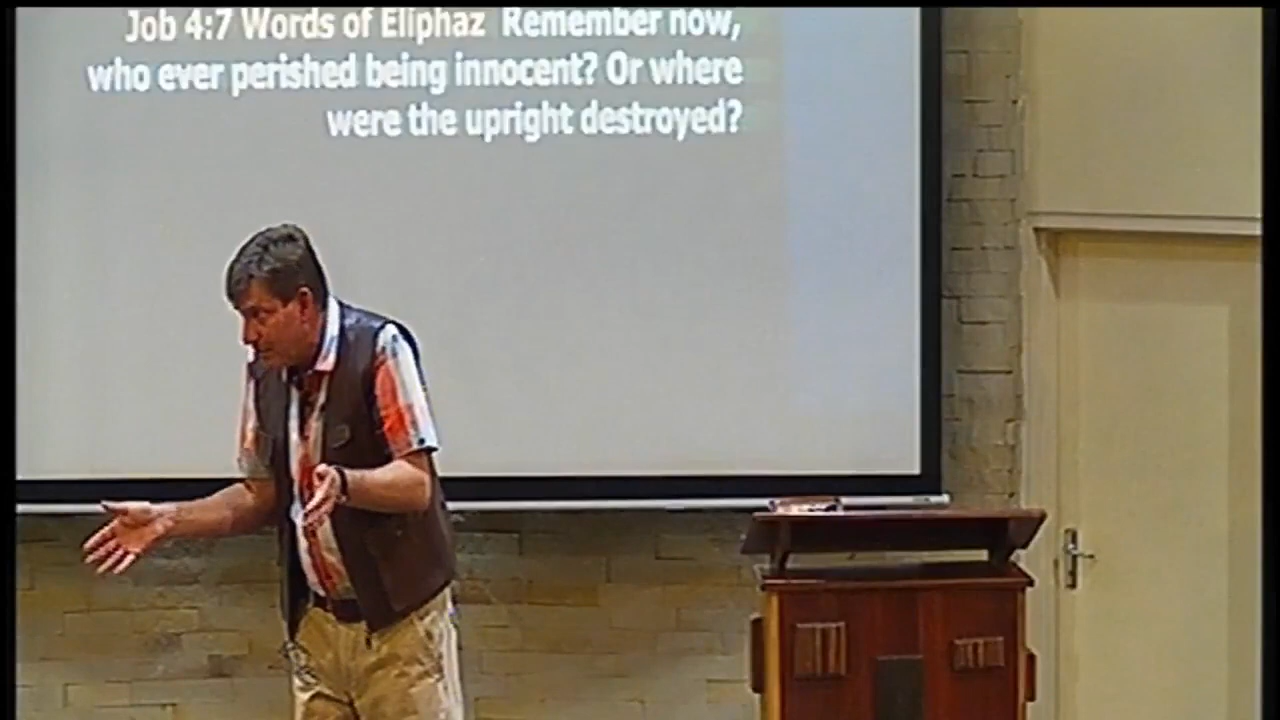 Job 4:7 Words of Eliphaz Remember now,
who ever perished being innocent? Or where
were the upright destroyed?